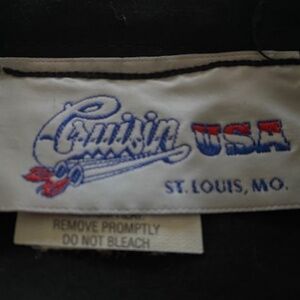 Cruisin USA
ST. LOUIS, MO.
REMOVE PROMPTLY
DO NOT BLEACH